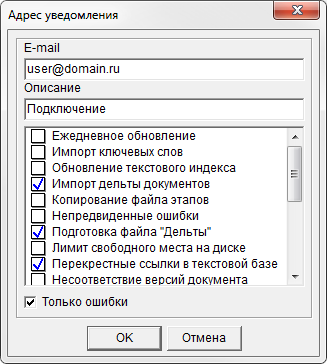 Адрес уведомления
E-mail
user@domain.ru
Описание
Подключение
Ежедневное обновление
Импорт ключевых слов
Обновление текстового индекса
Импорт дельты документов
Копирование файла этапов
Непредвиденные ошибки
Подготовка файла "Дельты"
Лимит свободного места на диске
Перекрестные ссылки в текстовой базе
Несоответствие версий документа
Только ошибки
OK
Отмена